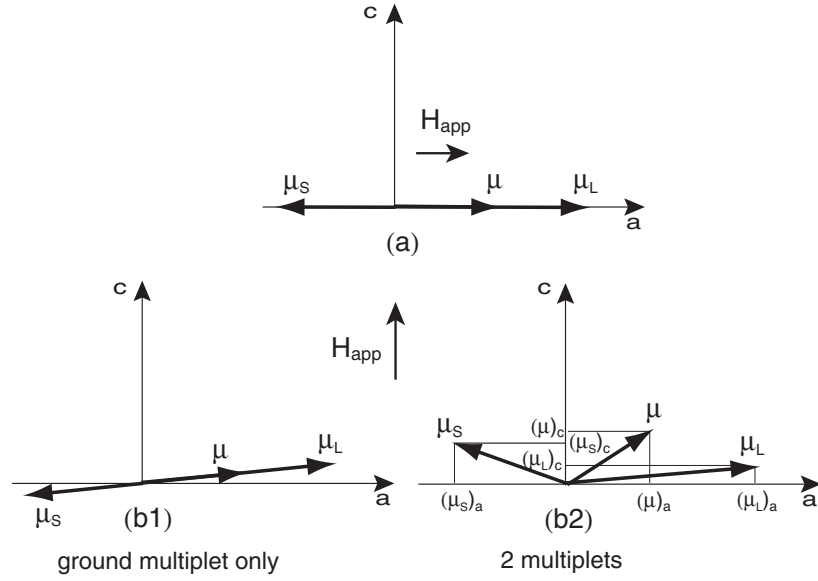 c
H_app
μ_S
μ
μ_L
a
(a)
c
H_app
μ
μ_L
μ_S
a
(b1)
ground multiplet only
c
μ_S
(μ)_c
μ
(μ_S)_c
(μ_L)_c
μ_L
(μ_S)_a
(μ)_a
(μ_L)_a
a
(b2)
2 multiplets